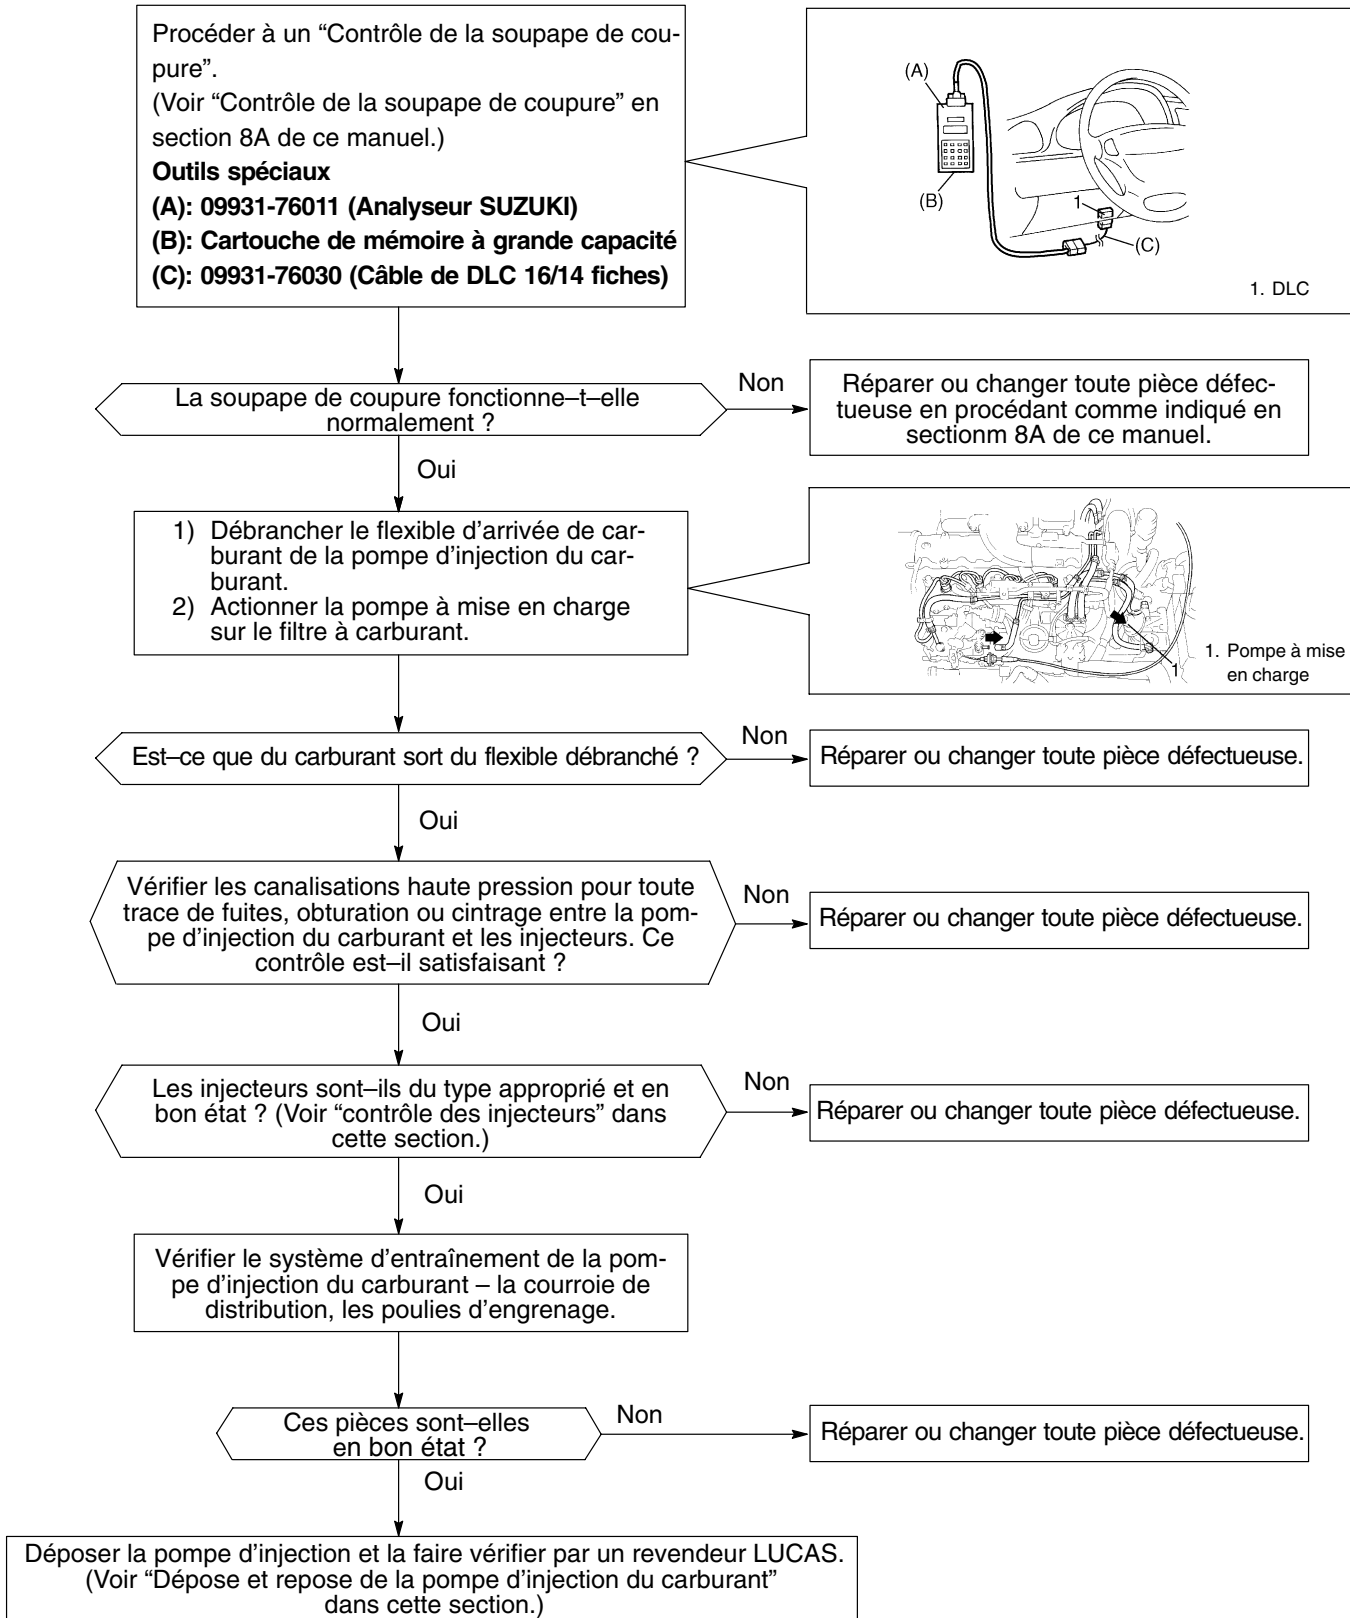 Procéder à un “Contrôle de la soupape de cou-
pure”.
(Voir “Contrôle de la soupape de coupure” en
section 8A de ce manuel.)
Outils spéciaux
(A): 09931-76011 (Analyseur SUZUKI)
(B): Cartouche de mémoire à grande capacité
(C): 09931-76030 (Câble de DLC 16/14 fiches)
(A)
(B)
1
(C)
1. DLC
La soupape de coupure fonctionne–t–elle
normalement ?
Non
Réparer ou changer toute pièce défec-
tueuse en procédant comme indiqué en
sectionm 8A de ce manuel.
Oui
1) Débrancher le flexible d’arrivée de car-
burant de la pompe d’injection du car-
burant.
2) Actionner la pompe à mise en charge
sur le filtre à carburant.
1
1. Pompe à mise
en charge
Est–ce que du carburant sort du flexible débranché ?
Non
Réparer ou changer toute pièce défectueuse.
Oui
Vérifier les canalisations haute pression pour toute
trace de fuites, obturation ou cintrage entre la pom-
pe d’injection du carburant et les injecteurs. Ce
contrôle est–il satisfaisant ?
Non
Réparer ou changer toute pièce défectueuse.
Oui
Les injecteurs sont–ils du type approprié et en
bon état ? (Voir “contrôle des injecteurs” dans
cette section.)
Non
Réparer ou changer toute pièce défectueuse.
Oui
Vérifier le système d’entraînement de la pom-
pe d’injection du carburant – la courroie de
distribution, les poulies d’engrenage.
Ces pièces sont–elles
en bon état ?
Non
Réparer ou changer toute pièce défectueuse.
Oui
Déposer la pompe d’injection et la faire vérifier par un revendeur LUCAS.
(Voir “Dépose et repose de la pompe d’injection du carburant”
dans cette section.)